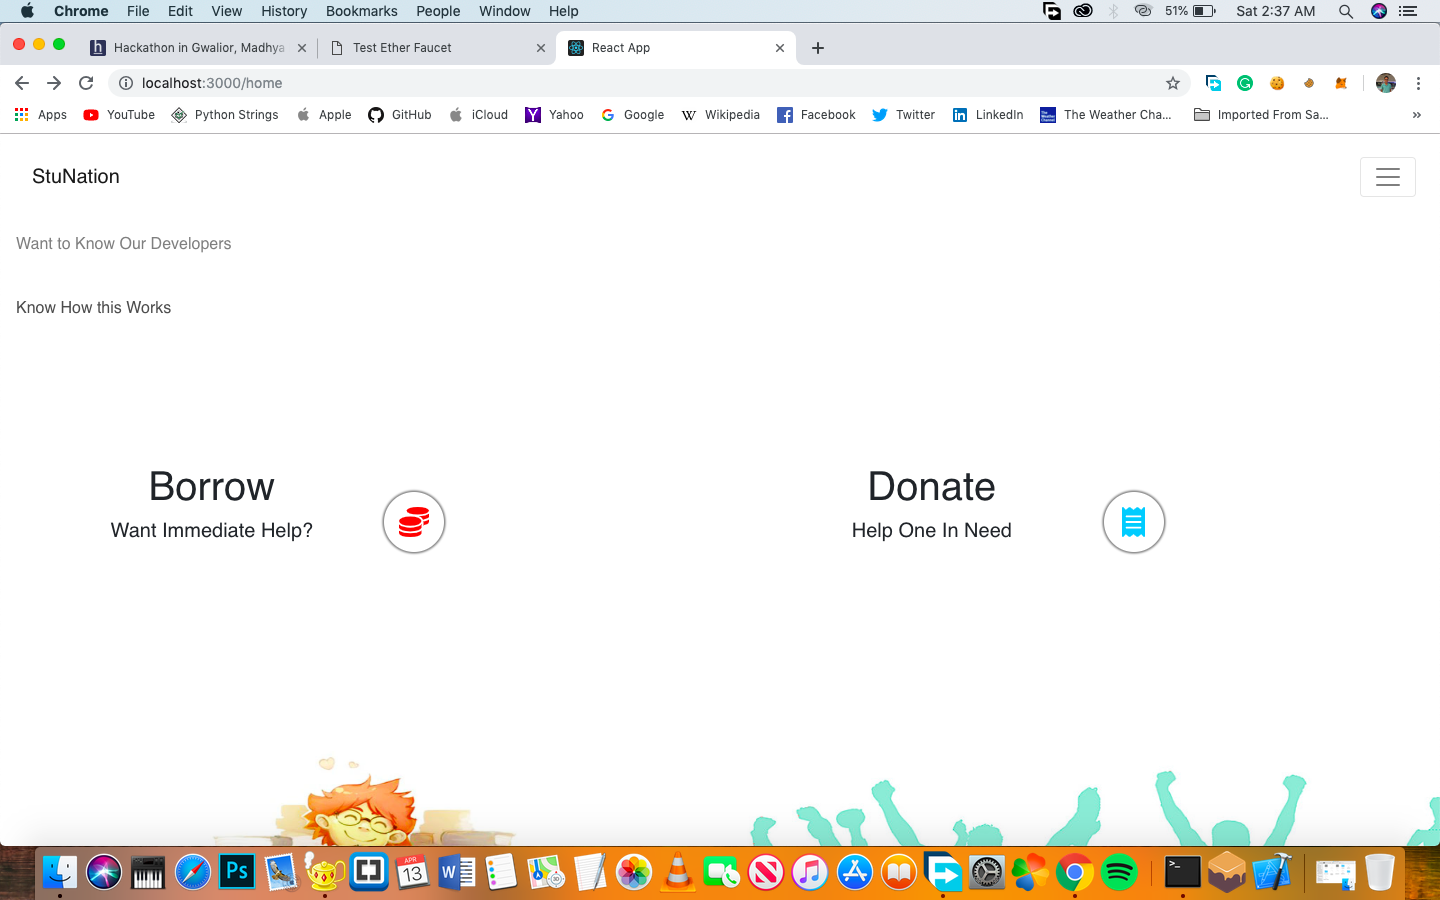 Chrome File Edit View History Bookmarks People Window Help 51% Sat 2:37 AM
Hackathon in Gwalior, Madhya Test Ether Faucet React App
localhost:3000/home
Apps YouTube Python Strings Apple GitHub iCloud Yahoo Google Wikipedia Facebook Twitter LinkedIn The Weather Cha... Imported From Sa... »
StuNation
Want to Know Our Developers
Know How this Works
Borrow
Want Immediate Help?
Donate
Help One In Need
Ps APR 13